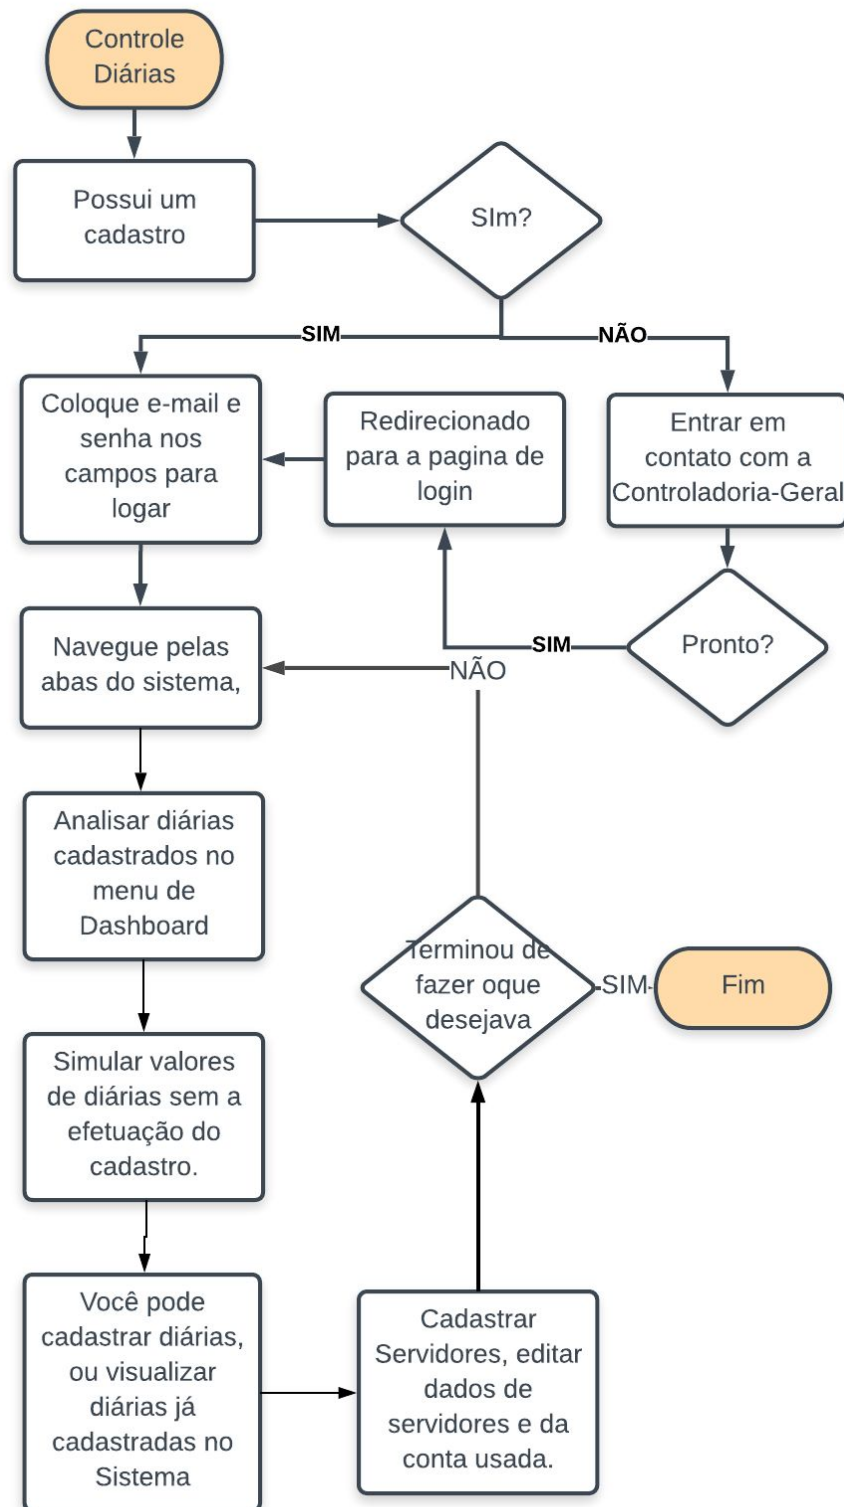 Controle
Diárias
Possui um
cadastro
SIm?
SIM
NÃO
Coloque e-mail e
senha nos
campos para
logar
Redirecionado
para a pagina de
login
Entrar em
contato com a
Controladoria-Geral
Pronto?
SIM
NÃO
Navegue pelas
abas do sistema,
Analisar diárias
cadastrados no
menu de
Dashboard
Terminou de
fazer oque
desejava
SIM
Fim
Simular valores
de diárias sem a
efetuação do
cadastro.
Você pode
cadastrar diárias,
ou visualizar
diárias já
cadastradas no
Sistema
Cadastrar
Servidores, editar
dados de
servidores e da
conta usada.